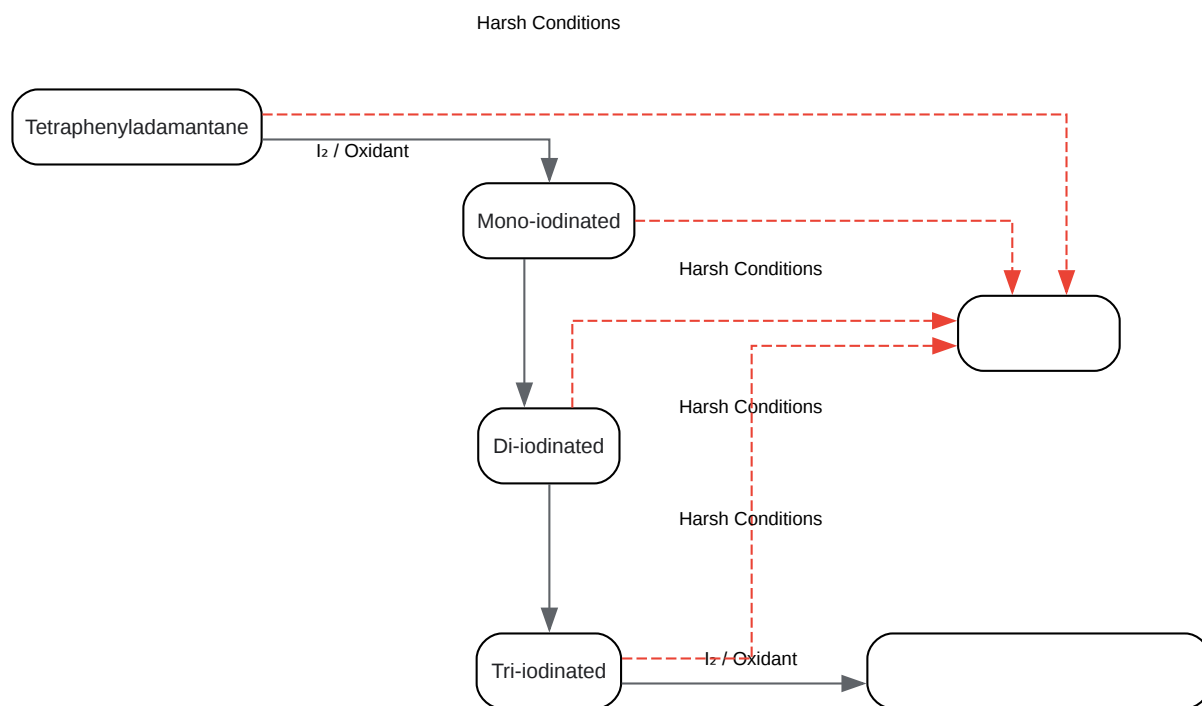 Harsh Conditions
Tetraphenyladamantane
I₂ / Oxidant
Mono-iodinated
Harsh Conditions
Harsh Conditions
Di-iodinated
Harsh Conditions
I₂ / Oxidant
Tri-iodinated